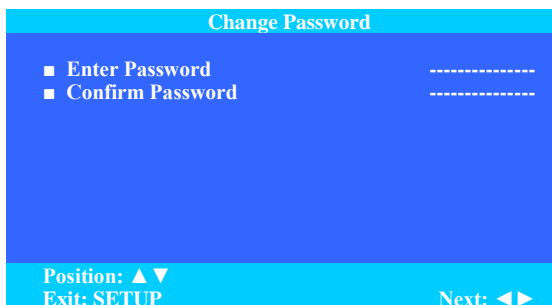 Change Password
■ Enter Password ---------------
■ Confirm Password ---------------
Position: ▲▼
Exit: SETUP Next: ◄►